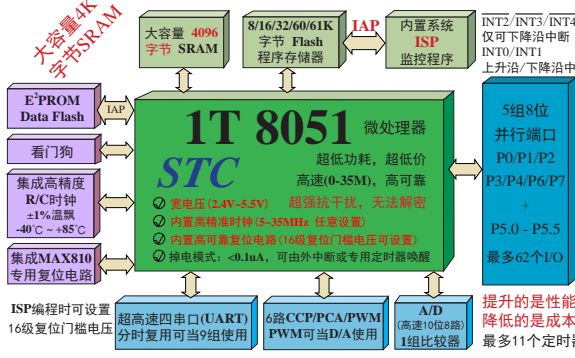 大容量4K
字节SRAM
大容量 4096
字节 SRAM
8/16/32/60/61K
字节 Flash
程序存储器
IAP
内置系统
ISP
监控程序
INT2/INT3/INT4
仅可下降沿中断
INT0/INT1
上升沿/下降沿中
E²PROM
Data Flash
IAP
看门狗
集成高精度
R/C时钟
±1%温飘
-40℃ ~ +85℃
集成MAX810
专用复位电路
1T 8051 微处理器
STC
超低功耗，超低价
高速(0-35M)，高可靠
宽电压(2.4V~5.5V) 超强抗干扰，无法解密
内置高精准时钟(5~35MHz 任意设置)
内置高可靠复位电路(16级复位门槛电压可设置)
掉电模式：<0.1uA，可由外中断或专用定时器唤醒
5组8位
并行端口
P0/P1/P2
P3/P4/P6/P7
+
P5.0 - P5.5
最多62个I/O
ISP编程时可设置
16级复位门槛电压
超高速四串口(UART)
分时复用可当9组使用
6路CCP/PCA/PWM
PWM可当D/A使用
A/D
(高速10位8路)
1组比较器
提升的是性能
降低的是成本
最多11个定时